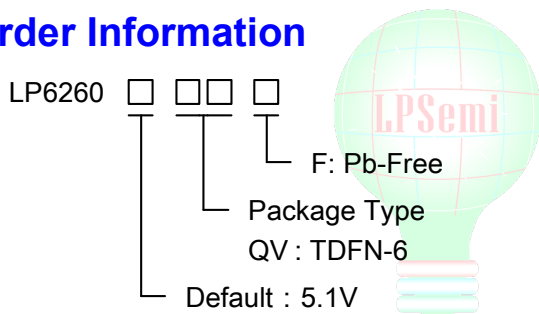 rder Information
LP6260 □ □□ □
LPSemi
F: Pb-Free
Package Type
QV : TDFN-6
Default : 5.1V